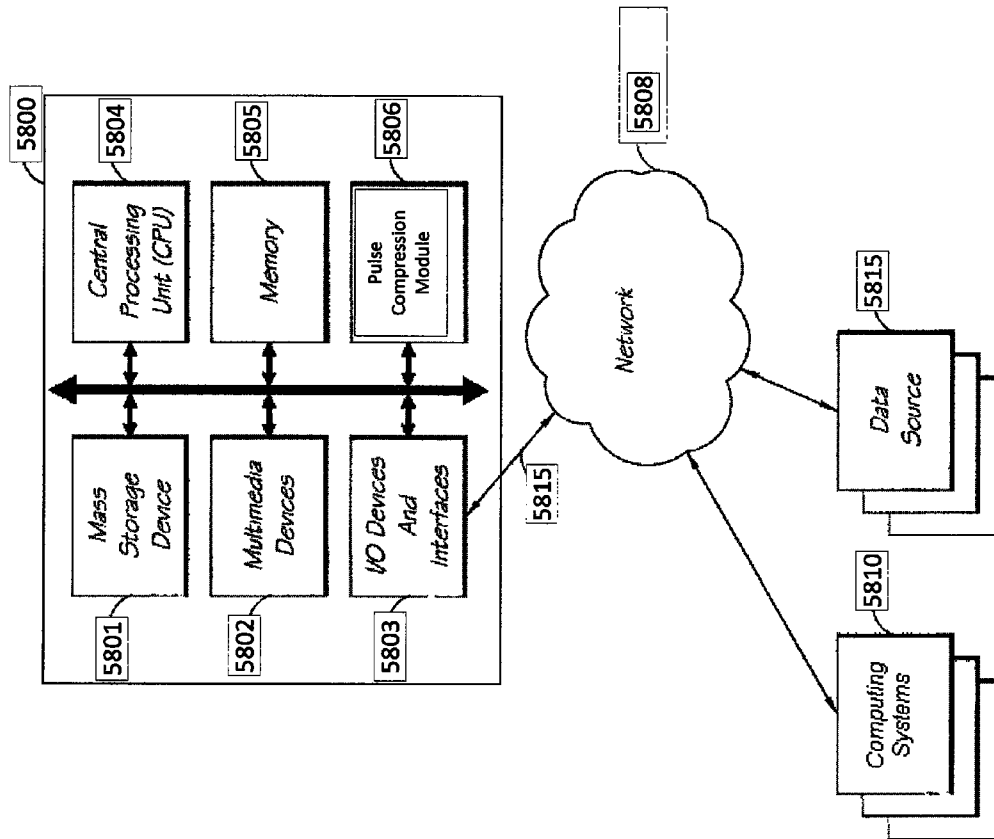 5800
Mass
Storage
Device
5801
Multimedia
Devices
5802
I/O Devices
And
Interfaces
5803
Central
Processing
Unit (CPU)
5804
Memory
5805
Pulse
Compression
Module
5806
5815
Network
5808
Computing
Systems
5810
Data
Source
5815